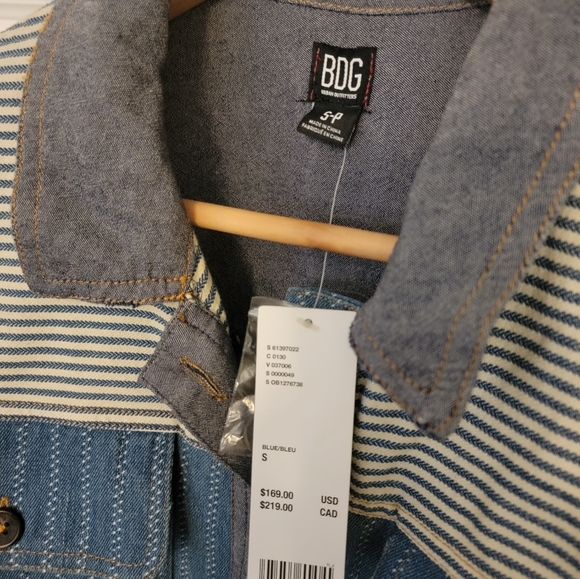 BDG
URBAN OUTFITTERS
S-P
MADE IN CHINA
FABRIQUÉ EN CHINE
S 61397022
C 0130
V 037006
S 0000049
S OB1276738
BLUE/BLEU
S
$169.00 USD
$219.00 CAD